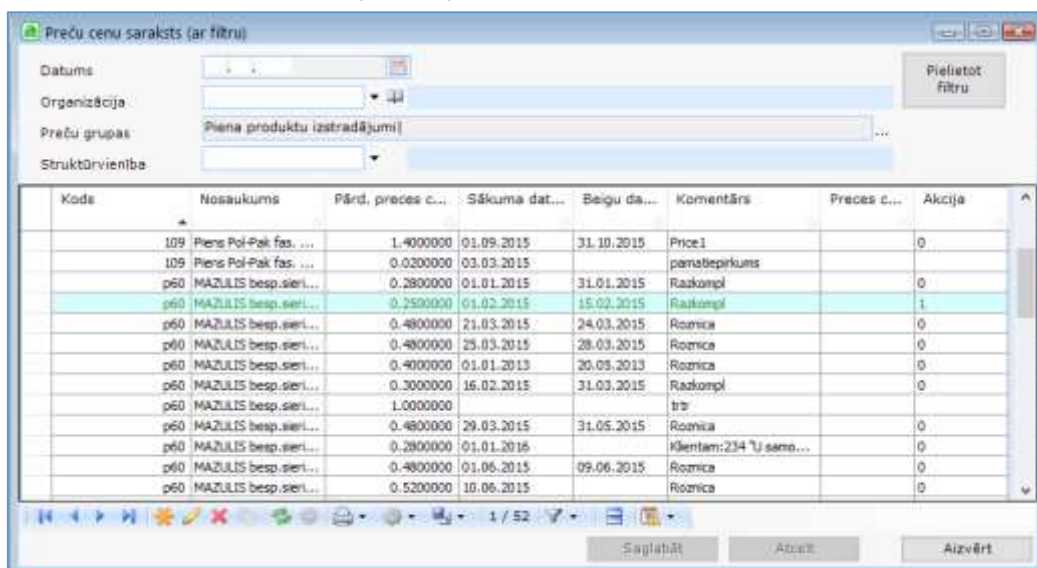 Preču cenu saraksts (ar filtru)
Datums
Pielietot
filtru
Organizācija
Preču grupas Piena produktu izstrādājumi| ...
Struktūrvienība
Kods Nosaukums Pārd. preces c... Sākuma dat... Beigu da... Komentārs Preces c... Akcija
109 Piens Pol-Pak fas. ... 1.4000000 01.09.2015 31.10.2015 Price1 0
109 Piens Pol-Pak fas. ... 0.0200000 03.03.2015 pamatiepirkums
p60 MAZULIS besp.sieri... 0.2800000 01.01.2015 31.01.2015 Razkompl 0
p60 MAZULIS besp.sieri... 0.2500000 01.02.2015 15.02.2015 Razkompl 1
p60 MAZULIS besp.sieri... 0.4800000 21.03.2015 24.03.2015 Roznica 0
p60 MAZULIS besp.sieri... 0.4800000 25.03.2015 28.03.2015 Roznica 0
p60 MAZULIS besp.sieri... 0.4000000 01.01.2013 20.05.2013 Roznica 0
p60 MAZULIS besp.sieri... 0.3000000 16.02.2015 31.03.2015 Razkompl 0
p60 MAZULIS besp.sieri... 1.0000000 trtr
p60 MAZULIS besp.sieri... 0.4800000 29.03.2015 31.05.2015 Roznica 0
p60 MAZULIS besp.sieri... 0.2800000 01.01.2016 Klientam:234 "U samo... 0
p60 MAZULIS besp.sieri... 0.4800000 01.06.2015 09.06.2015 Roznica 0
p60 MAZULIS besp.sieri... 0.5200000 10.06.2015 Roznica 0
1 / 52
Saglabāt Atcelt Aizvērt